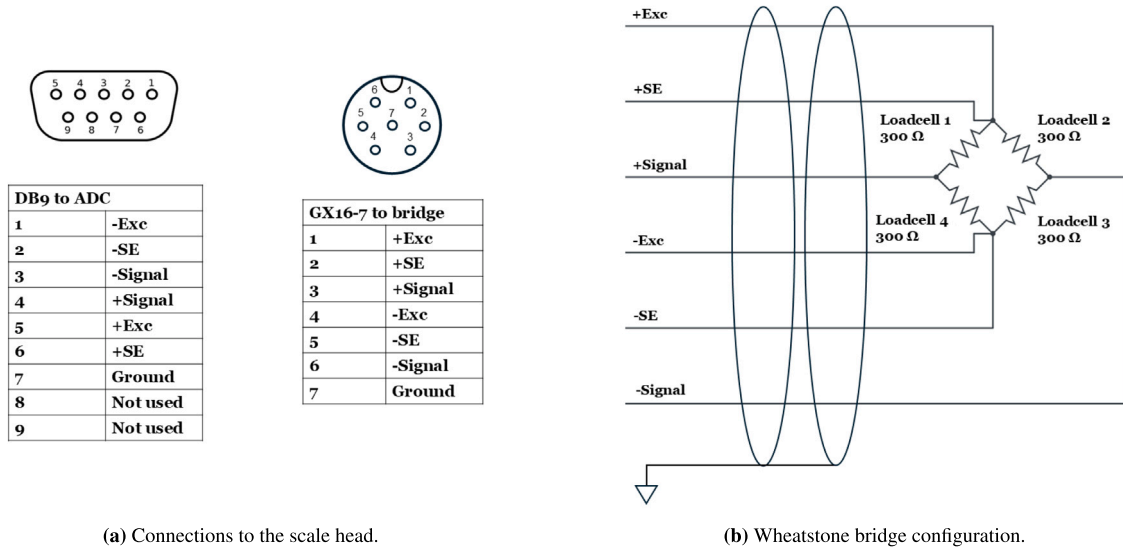 5 4 3 2 1
9 8 7 6
6 1
5 7 2
4 3
DB9 to ADC
1 -Exc
2 -SE
3 -Signal
4 +Signal
5 +Exc
6 +SE
7 Ground
8 Not used
9 Not used
GX16-7 to bridge
1 +Exc
2 +SE
3 +Signal
4 -Exc
5 -SE
6 -Signal
7 Ground
(a) Connections to the scale head.
+Exc
+SE
Loadcell 1
300 Ω
Loadcell 2
300 Ω
+Signal
Loadcell 4
300 Ω
Loadcell 3
300 Ω
-Exc
-SE
-Signal
(b) Wheatstone bridge configuration.